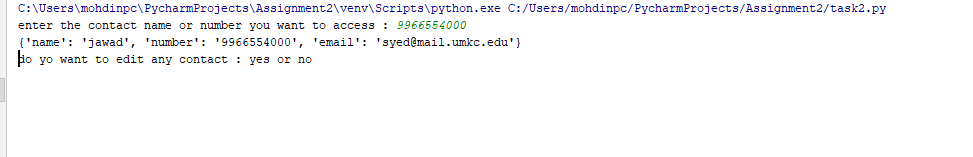 C:\Users\mohdinpc\PycharmProjects\Assignment2\venv\Scripts\python.exe C:/Users/mohdinpc/PycharmProjects/Assignment2/task2.py
enter the contact name or number you want to access : 9966554000
{'name': 'jawad', 'number': '9966554000', 'email': 'syed@mail.umkc.edu'}
do yo want to edit any contact : yes or no